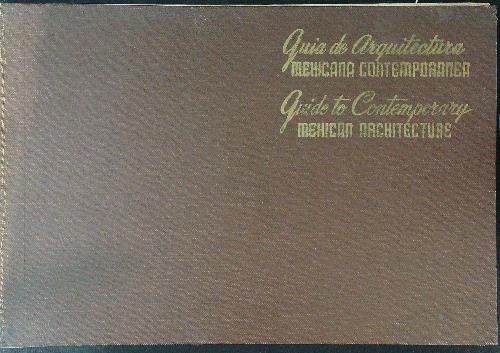 Guia de Arquitectura
MEXICANA CONTEMPORANEA
Guide to Contemporary
MEXICAN ARCHITECTURE